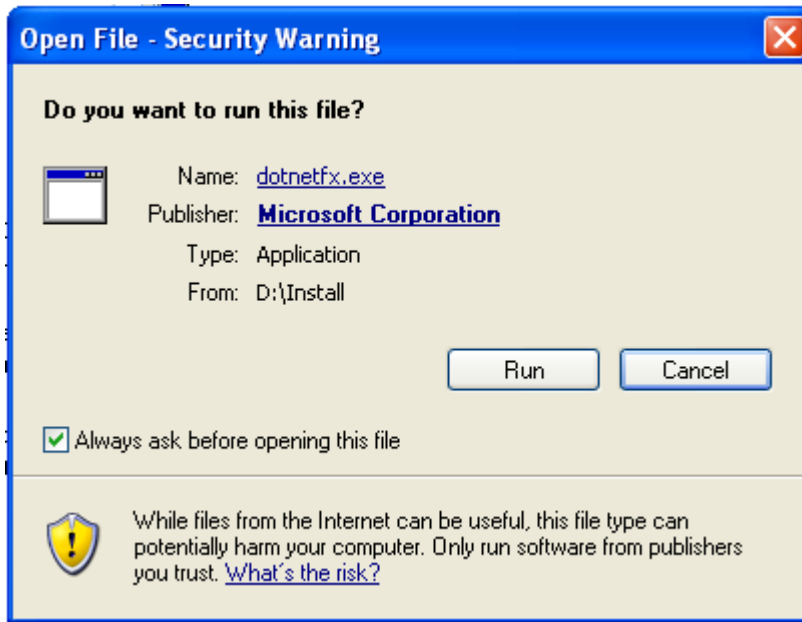 Open File - Security Warning
Do you want to run this file?
Name: dotnetfx.exe
Publisher: Microsoft Corporation
Type: Application
From: D:\Install
Run Cancel
Always ask before opening this file
While files from the Internet can be useful, this file type can
potentially harm your computer. Only run software from publishers
you trust. What's the risk?